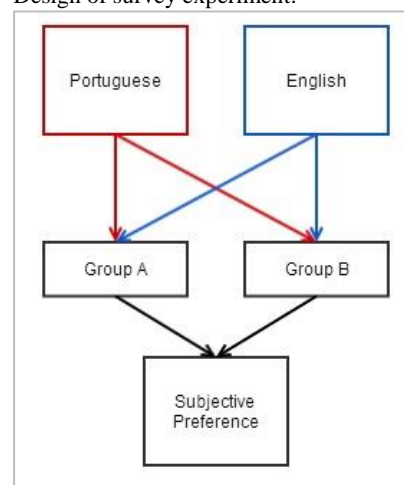 Design of survey experiment.
Portuguese
English
Group A
Group B
Subjective
Preference